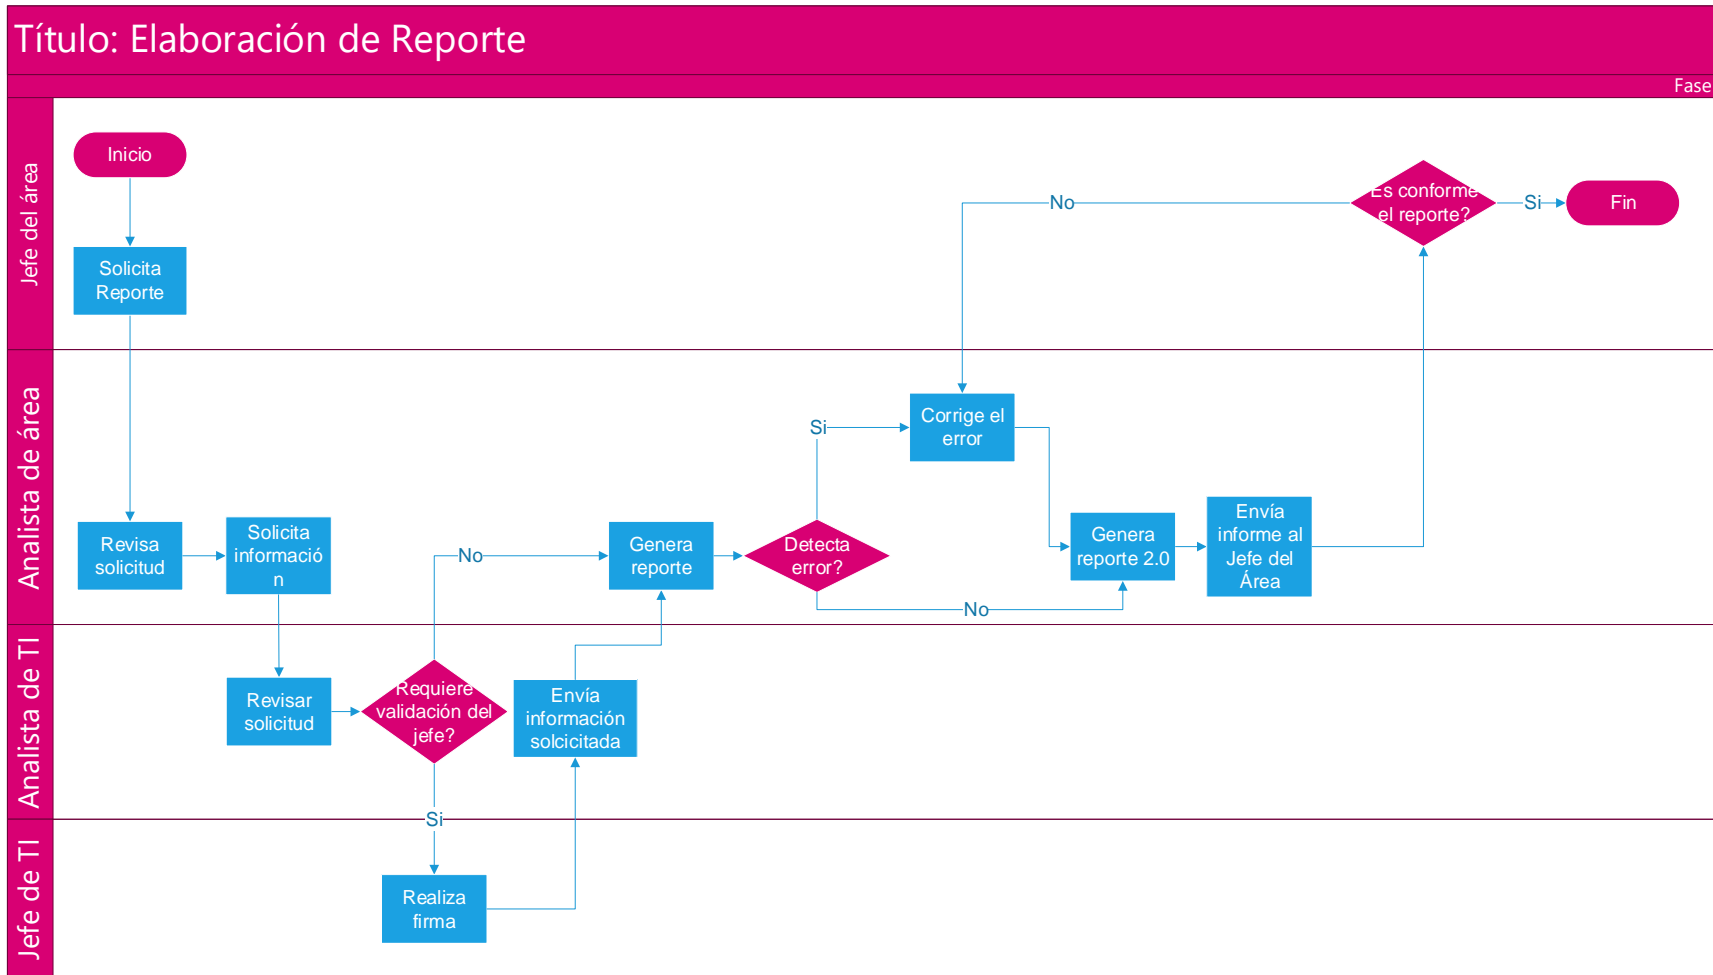 Título: Elaboración de Reporte
Fase
Jefe del área
Inicio
Solicita
Reporte
No
Es conforme
el reporte?
Si
Fin
Analista de área
Revisa
solicitud
Solicita
informació
n
No
Genera
reporte
Detecta
error?
Si
Corrige el
error
No
Genera
reporte 2.0
Envía
informe al
Jefe del
Área
Analista de TI
Revisar
solicitud
Requiere
validación del
jefe?
Envía
información
solcicitada
Si
Jefe de TI
Realiza
firma